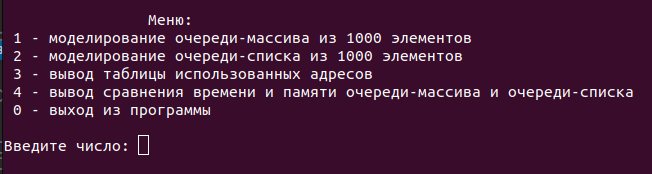 Меню:
1 - моделирование очереди-массива из 1000 элементов
2 - моделирование очереди-списка из 1000 элементов
3 - вывод таблицы использованных адресов
4 - вывод сравнения времени и памяти очереди-массива и очереди-списка
0 - выход из программы
Введите число: